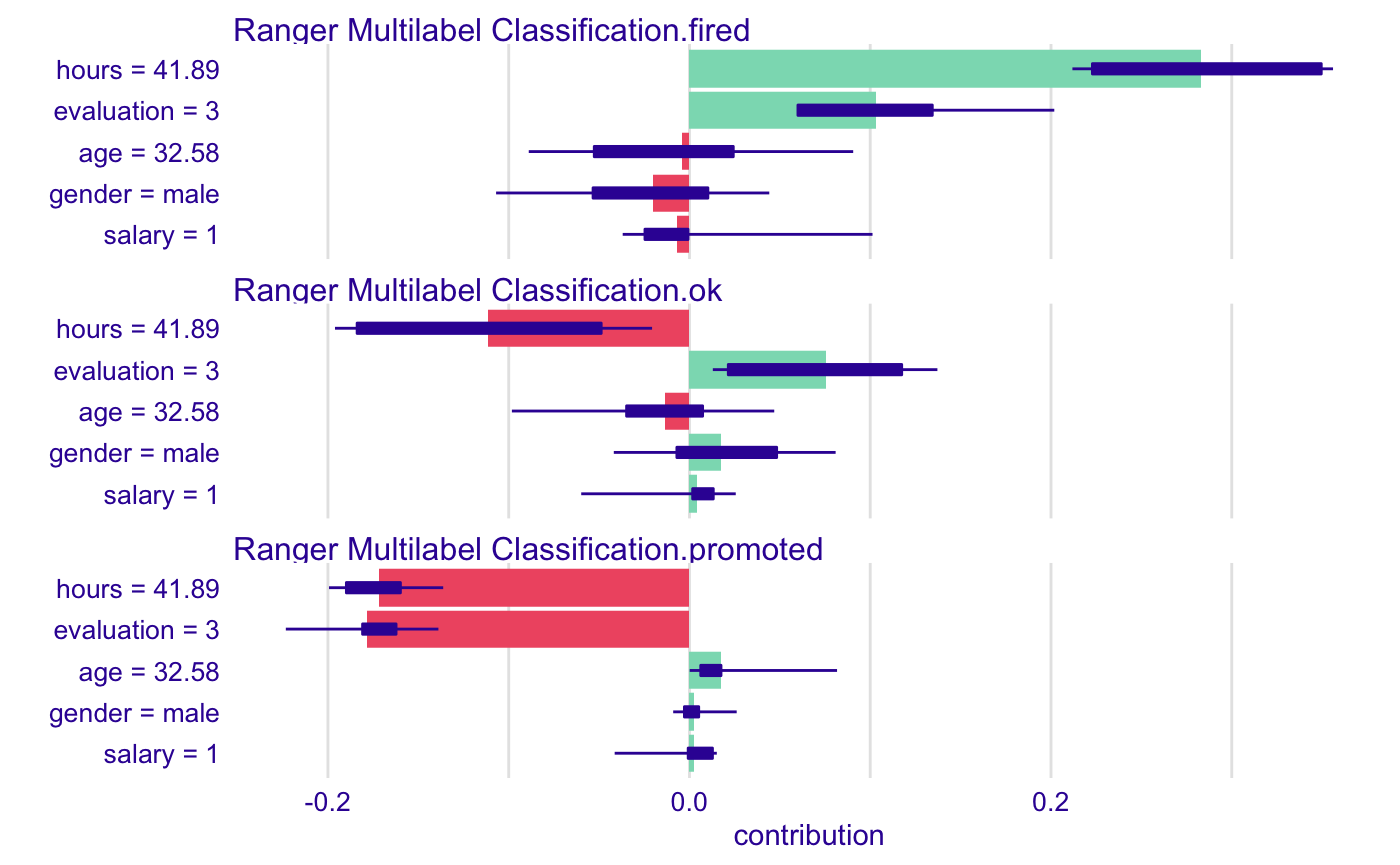 Ranger Multilabel Classification.fired
hours = 41.89
evaluation = 3
age = 32.58
gender = male
salary = 1
Ranger Multilabel Classification.ok
hours = 41.89
evaluation = 3
age = 32.58
gender = male
salary = 1
Ranger Multilabel Classification.promoted
hours = 41.89
evaluation = 3
age = 32.58
gender = male
salary = 1
-0.2 0.0 0.2
contribution